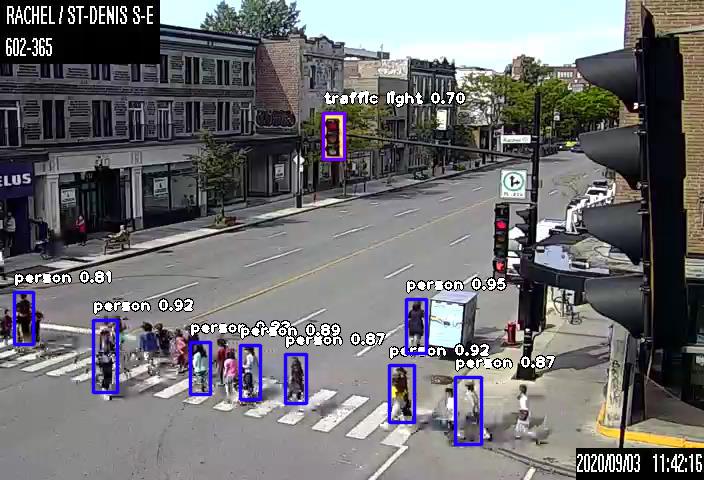 RACHEL / ST-DENIS S-E
602-365
traffic light 0.70
ELUS
person 0.81
person 0.95
person 0.92
person 0.89
person 0.87
person 0.92
person 0.87
2020/09/03 11:42:16